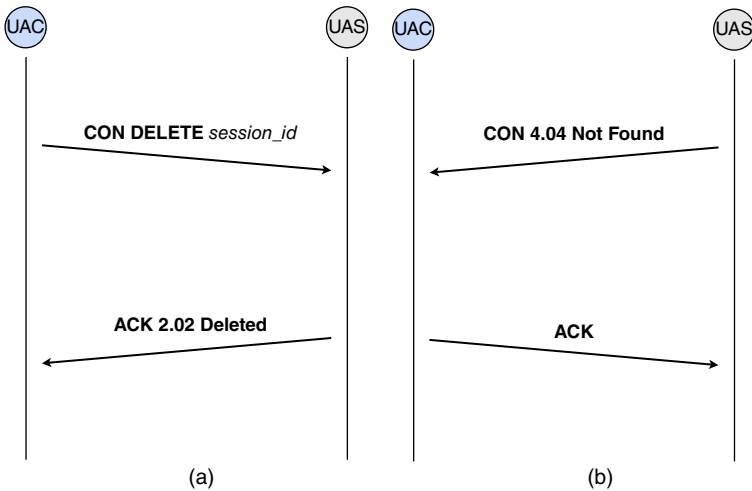 UAC
UAS
CON DELETE session_id
ACK 2.02 Deleted
(a)
UAC
UAS
CON 4.04 Not Found
ACK
(b)